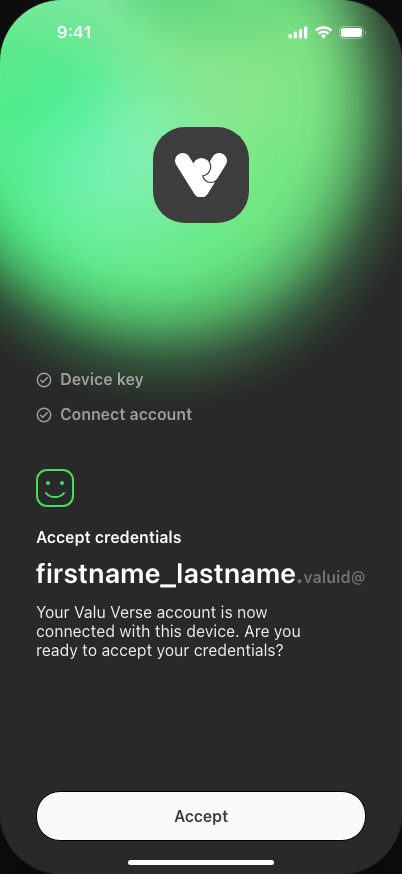 9:41
Device key
Connect account
Accept credentials
firstname_lastname.valuid@
Your Valu Verse account is now
connected with this device. Are you
ready to accept your credentials?
Accept